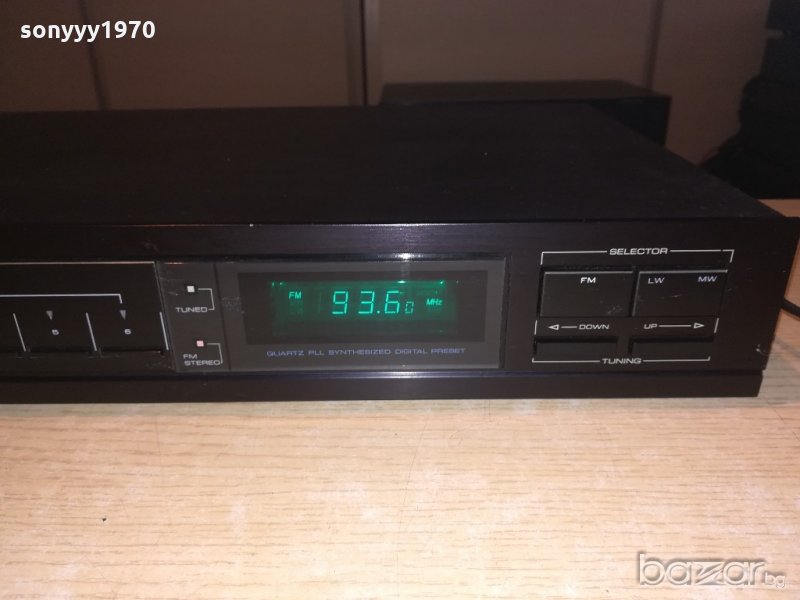 sonyyy1970
SELECTOR
FM LW MW
TUNED
FM 93.60 MHz
5 6
DOWN UP
FM STEREO
QUARTZ PLL SYNTHESIZED DIGITAL PRESET
TUNING
bazar.bg